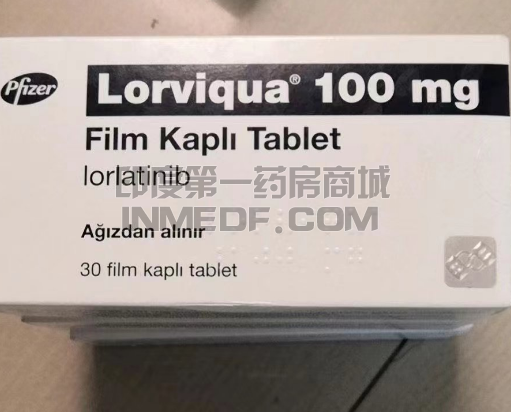 Pfizer
Lorviqua® 100 mg
Film Kaplı Tablet
lorlatinib
印度第一药房商城
INMEDF.COM
Ağızdan alınır
30 film kaplı tablet